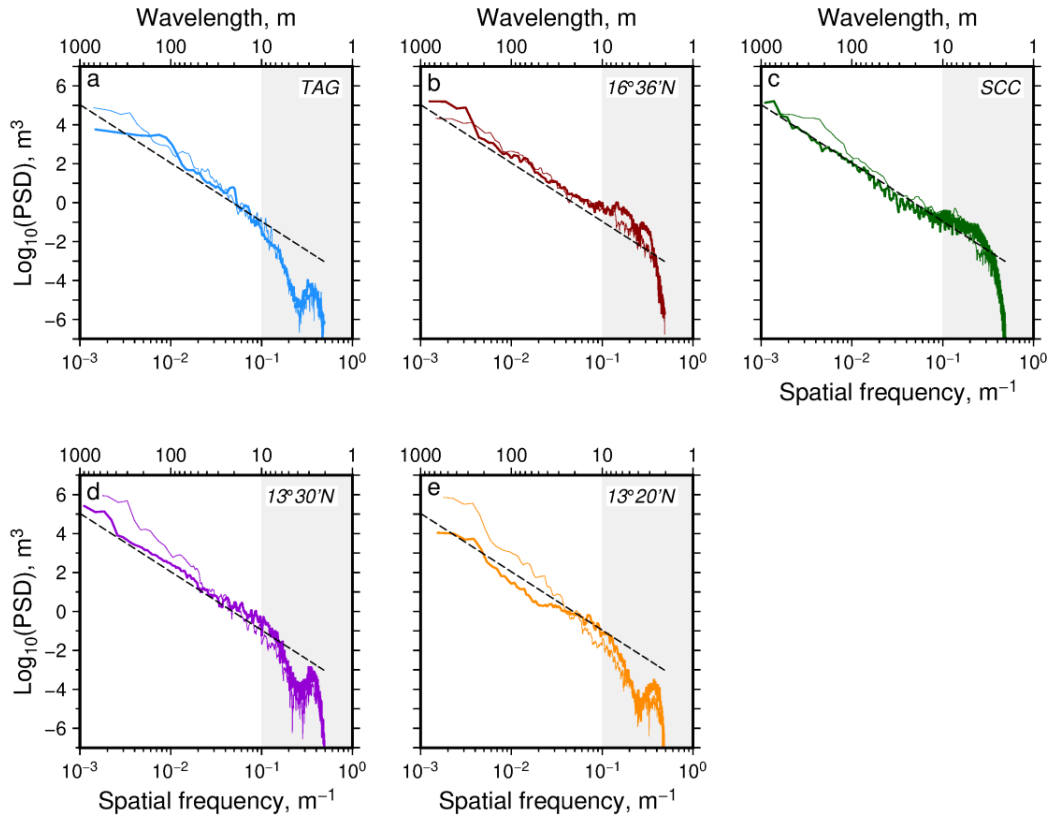 Wavelength, m Wavelength, m Wavelength, m
1000 100 10 1 1000 100 10 1 1000 100 10 1
a TAG b 16°36'N c SCC
Log₁₀(PSD), m³
6
4
2
0
−2
−4
−6
10⁻³ 10⁻² 10⁻¹ 10⁰ 10⁻³ 10⁻² 10⁻¹ 10⁰ 10⁻³ 10⁻² 10⁻¹ 10⁰
Spatial frequency, m⁻¹
1000 100 10 1 1000 100 10 1
d 13°30'N e 13°20'N
Log₁₀(PSD), m³
6
4
2
0
−2
−4
−6
10⁻³ 10⁻² 10⁻¹ 10⁰ 10⁻³ 10⁻² 10⁻¹ 10⁰
Spatial frequency, m⁻¹ Spatial frequency, m⁻¹